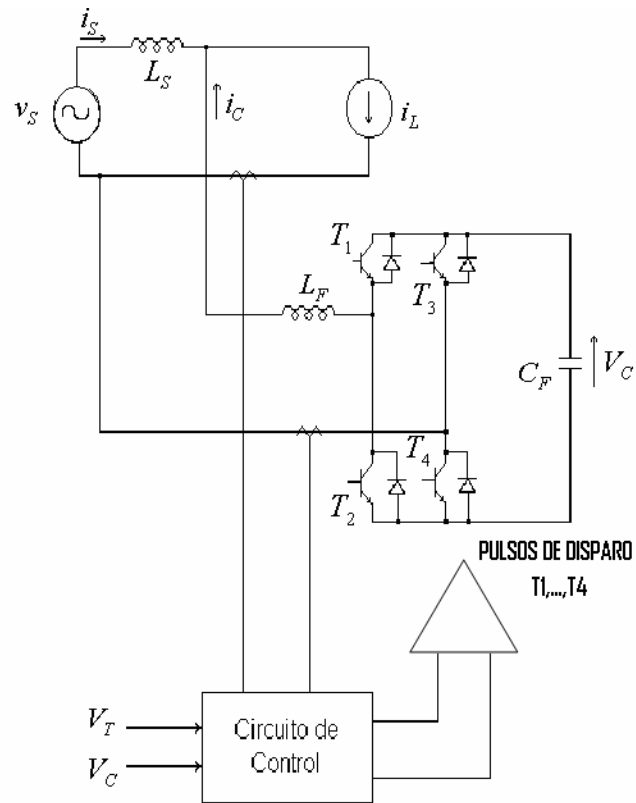 i_S
L_S
v_S
i_C
i_L
T_1
T_3
L_F
C_F
V_C
T_4
T_2
PULSOS DE DISPARO
T1,...,T4
V_T
V_C
Circuito de
Control